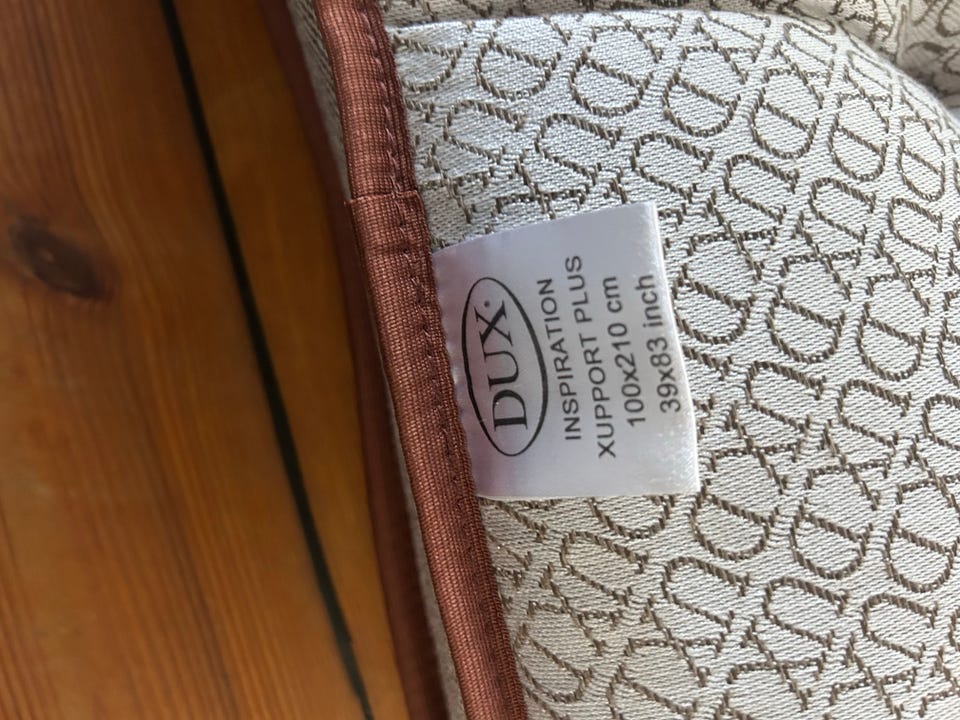 DUX
INSPIRATION
XUPPORT PLUS
100x210 cm
39x83 inch